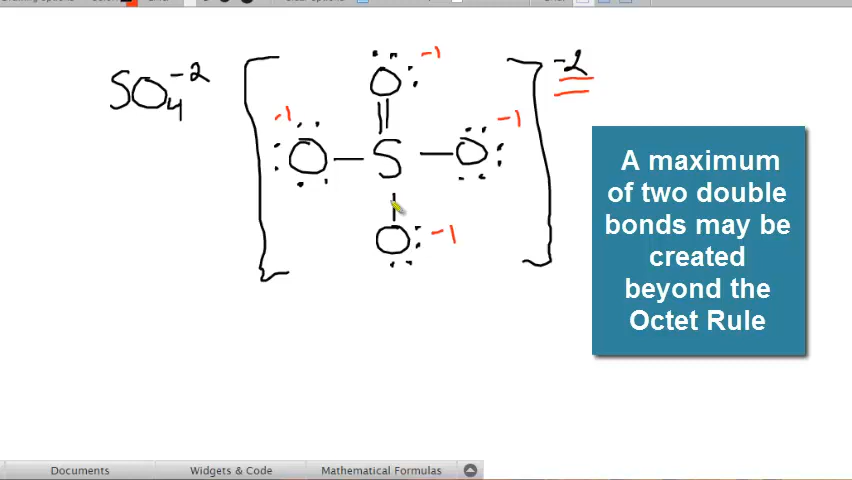 SO4-2
-2
-1
O
-1
-1
O
S
O
O
-1
A maximum
of two double
bonds may be
created
beyond the
Octet Rule
Documents
Widgets & Code
Mathematical Formulas